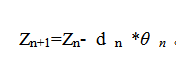 Zn+1=Zn- d n *θ n 。